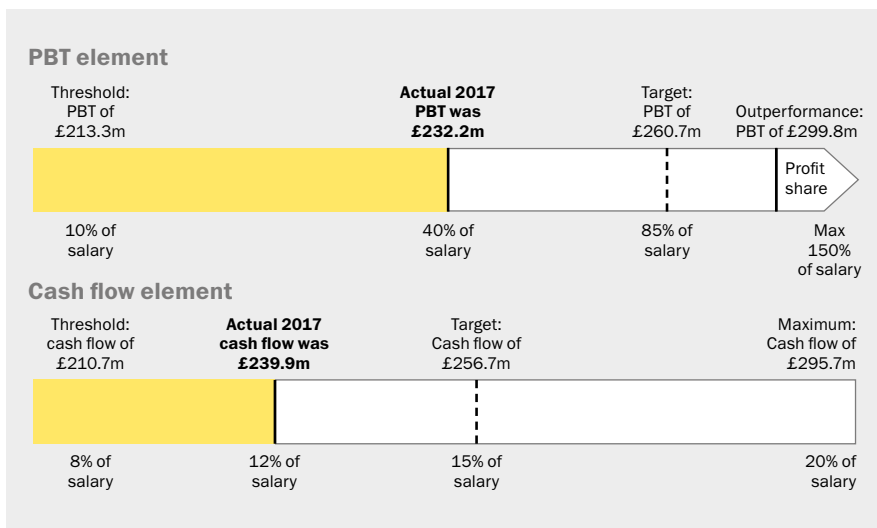 PBT element
Threshold:
PBT of
£213.3m
Actual 2017
PBT was
£232.2m
Target:
PBT of
£260.7m
Outperformance:
PBT of £299.8m
Profit
share
10% of
salary
40% of
salary
85% of
salary
Max
150%
of salary
Cash flow element
Threshold:
cash flow of
£210.7m
Actual 2017
cash flow was
£239.9m
Target:
Cash flow of
£256.7m
Maximum:
Cash flow of
£295.7m
8% of
salary
12% of
salary
15% of
salary
20% of
salary